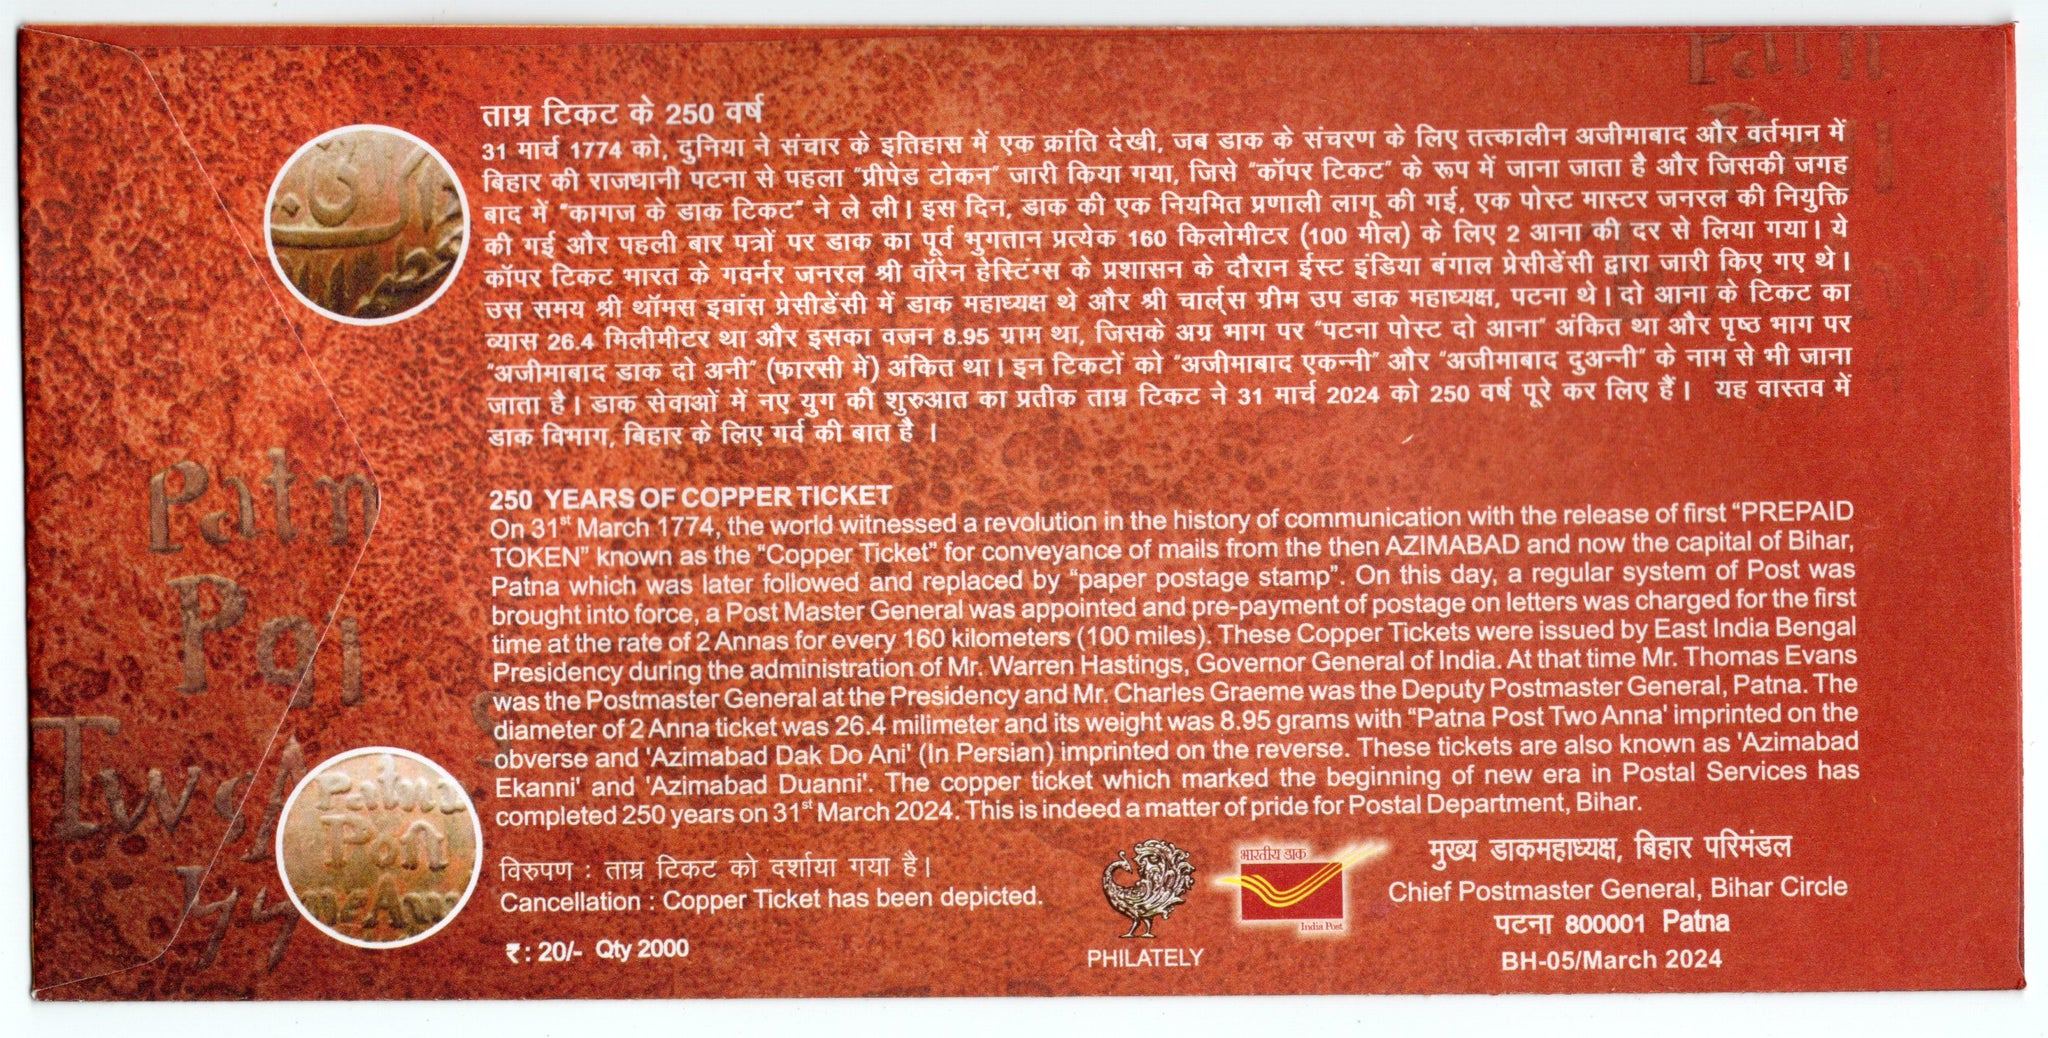 ताम्र टिकट के 250 वर्ष
31 मार्च 1774 को, दुनिया ने संचार के इतिहास में एक क्रांति देखी, जब डाक के संचरण के लिए तत्कालीन अजीमाबाद और वर्तमान में
बिहार की राजधानी पटना से पहला "प्रीपेड टोकन" जारी किया गया, जिसे "कॉपर टिकट" के रूप में जाना जाता है और जिसकी जगह
बाद में "कागज के डाक टिकट" ने ले ली। इस दिन, डाक की एक नियमित प्रणाली लागू की गई, एक पोस्ट मास्टर जनरल की नियुक्ति
की गई और पहली बार पत्रों पर डाक का पूर्व भुगतान प्रत्येक 160 किलोमीटर (100 मील) के लिए 2 आना की दर से लिया गया। ये
कॉपर टिकट भारत के गवर्नर जनरल श्री वॉरेन हेस्टिंग्स के प्रशासन के दौरान ईस्ट इंडिया बंगाल प्रेसीडेंसी द्वारा जारी किए गए थे।
उस समय श्री थॉमस इवांस प्रेसीडेंसी में डाक महाध्यक्ष थे और श्री चार्ल्स ग्रीम उप डाक महाध्यक्ष, पटना थे। दो आना के टिकट का
व्यास 26.4 मिलीमीटर था और इसका वजन 8.95 ग्राम था, जिसके अग्र भाग पर "पटना पोस्ट दो आना" अंकित था और पृष्ठ भाग पर
"अजीमाबाद डाक दो अनी" (फारसी में) अंकित था। इन टिकटों को "अजीमाबाद एकन्नी" और "अजीमाबाद दुअन्नी" के नाम से भी जाना
जाता है। डाक सेवाओं में नए युग की शुरुआत का प्रतीक ताम्र टिकट ने 31 मार्च 2024 को 250 वर्ष पूरे कर लिए हैं। यह वास्तव में
डाक विभाग, बिहार के लिए गर्व की बात है ।
250 YEARS OF COPPER TICKET
On 31st March 1774, the world witnessed a revolution in the history of communication with the release of first “PREPAID
TOKEN” known as the “Copper Ticket” for conveyance of mails from the then AZIMABAD and now the capital of Bihar,
Patna which was later followed and replaced by “paper postage stamp”. On this day, a regular system of Post was
brought into force, a Post Master General was appointed and pre-payment of postage on letters was charged for the first
time at the rate of 2 Annas for every 160 kilometers (100 miles). These Copper Tickets were issued by East India Bengal
Presidency during the administration of Mr. Warren Hastings, Governor General of India. At that time Mr. Thomas Evans
was the Postmaster General at the Presidency and Mr. Charles Graeme was the Deputy Postmaster General, Patna. The
diameter of 2 Anna ticket was 26.4 milimeter and its weight was 8.95 grams with “Patna Post Two Anna' imprinted on the
obverse and 'Azimabad Dak Do Ani' (In Persian) imprinted on the reverse. These tickets are also known as 'Azimabad
Ekanni' and 'Azimabad Duanni'. The copper ticket which marked the beginning of new era in Postal Services has
completed 250 years on 31st March 2024. This is indeed a matter of pride for Postal Department, Bihar.
विरुपण : ताम्र टिकट को दर्शाया गया है।
Cancellation : Copper Ticket has been depicted.
₹ : 20/- Qty 2000
PHILATELY
भारतीय डाक
India Post
मुख्य डाकमहाध्यक्ष, बिहार परिमंडल
Chief Postmaster General, Bihar Circle
पटना 800001 Patna
BH-05/March 2024